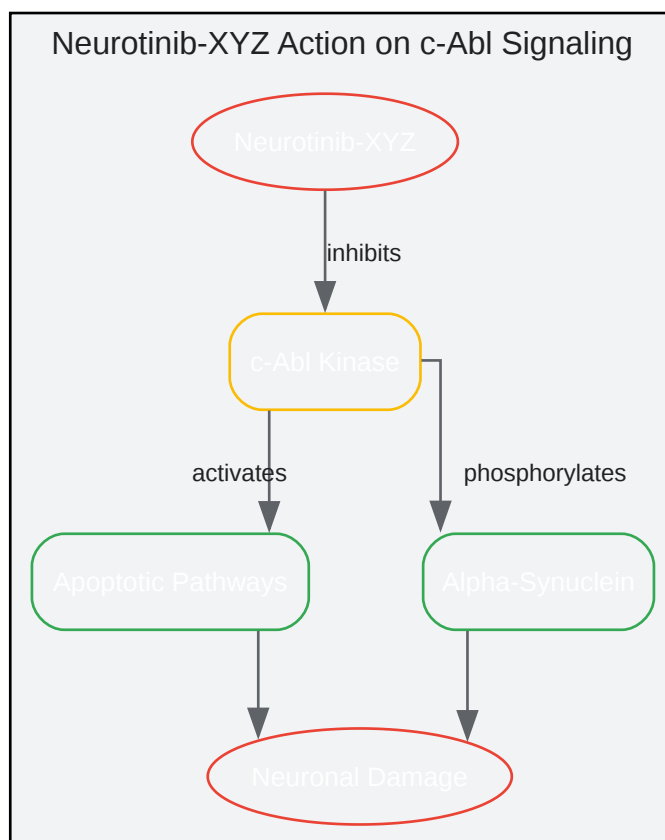 Neurotinib-XYZ Action on c-Abl Signaling
Neurotinib-XYZ
inhibits
c-Abl Kinase
activates
phosphorylates
Apoptotic Pathways
Alpha-Synuclein
Neuronal Damage